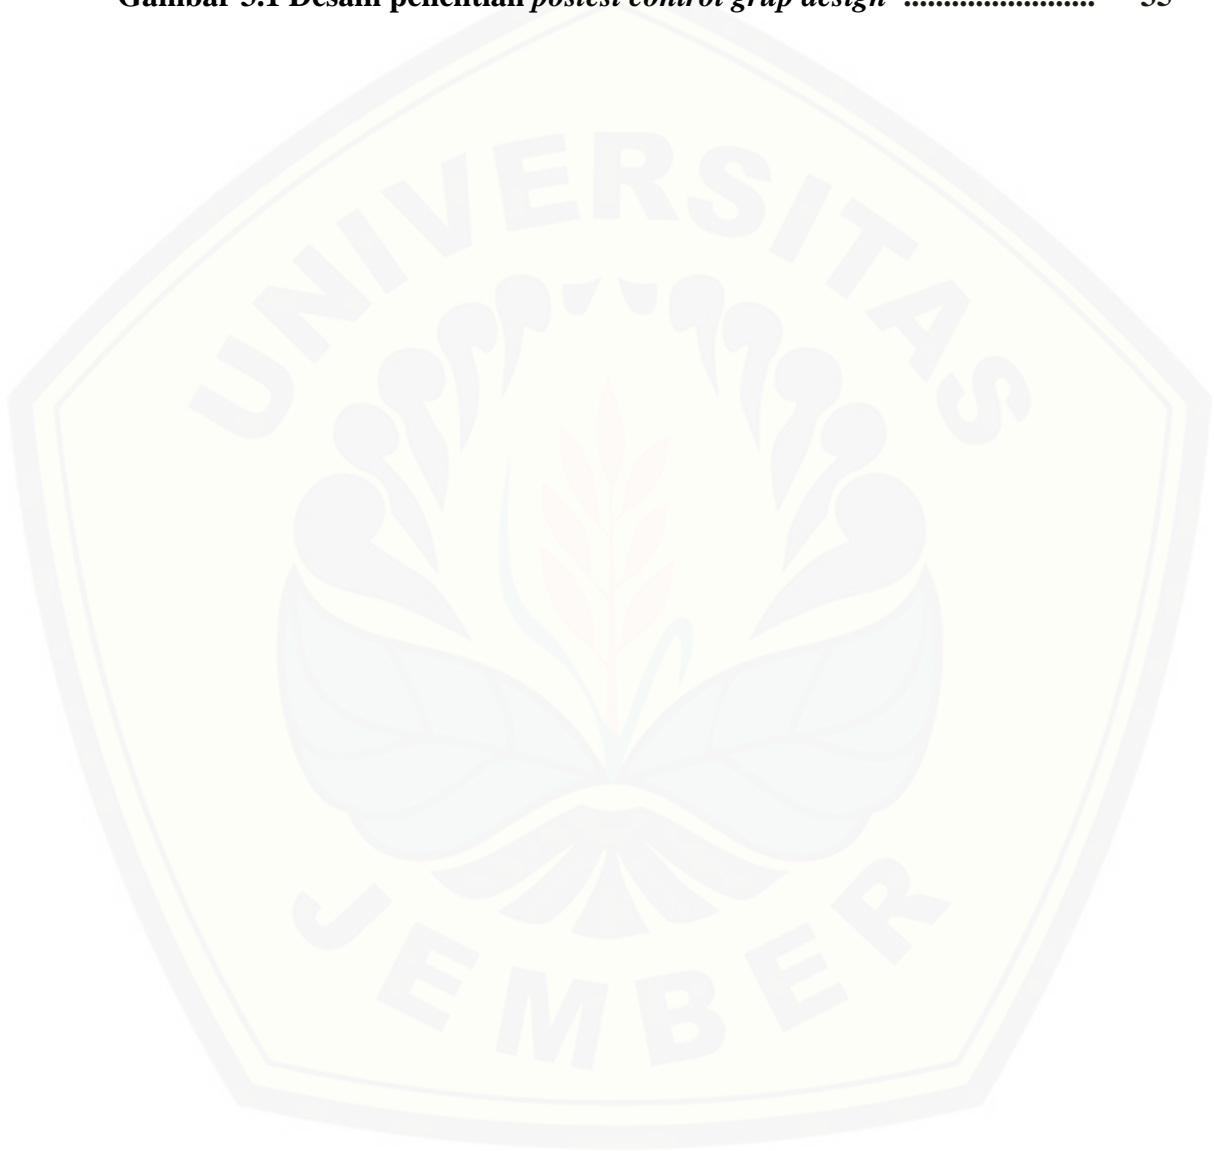 Gambar 3.1 Desain penelitian postest control grup design ........................ 35
UNIVERSITAS
JEMBER